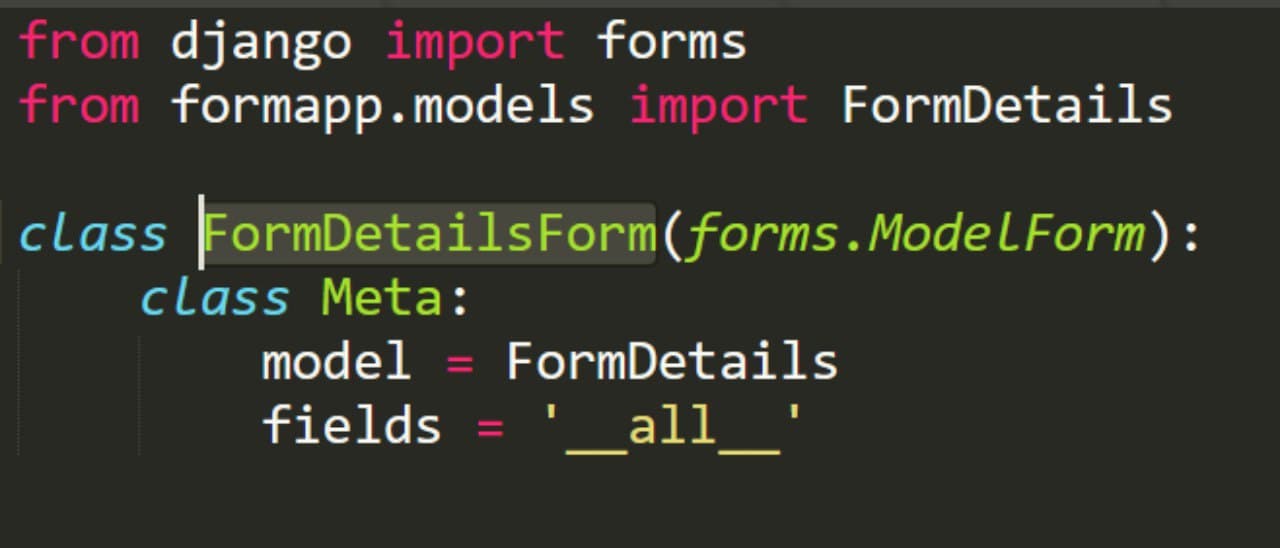 from django import forms
from formapp.models import FormDetails
class FormDetailsForm(forms.ModelForm):
class Meta:
model = FormDetails
fields = '__all__'